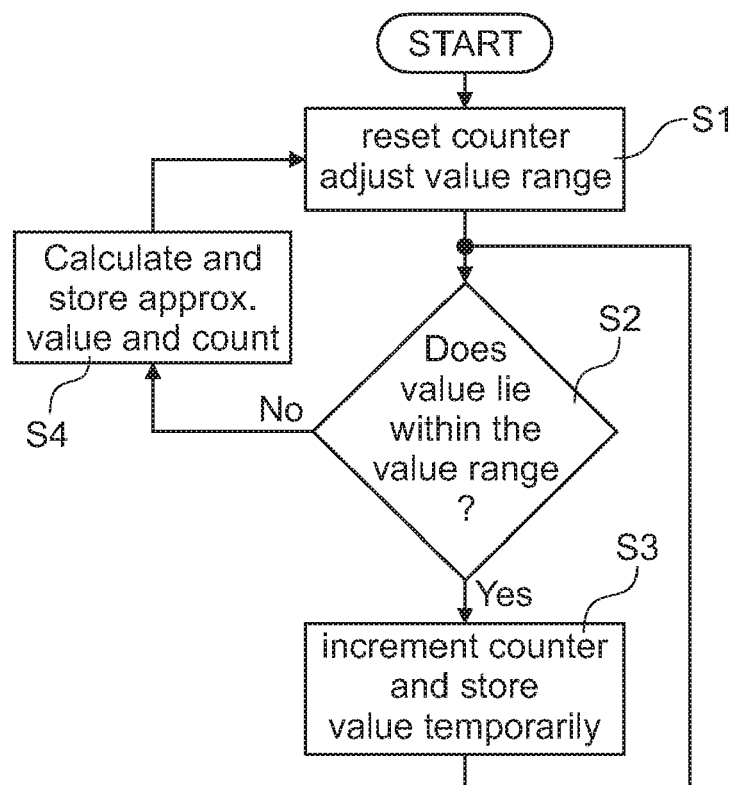 START
reset counter
adjust value range
S1
Calculate and
store approx.
value and count
S4
No
Does
value lie
within the
value range
?
S2
Yes
S3
increment counter
and store
value temporarily